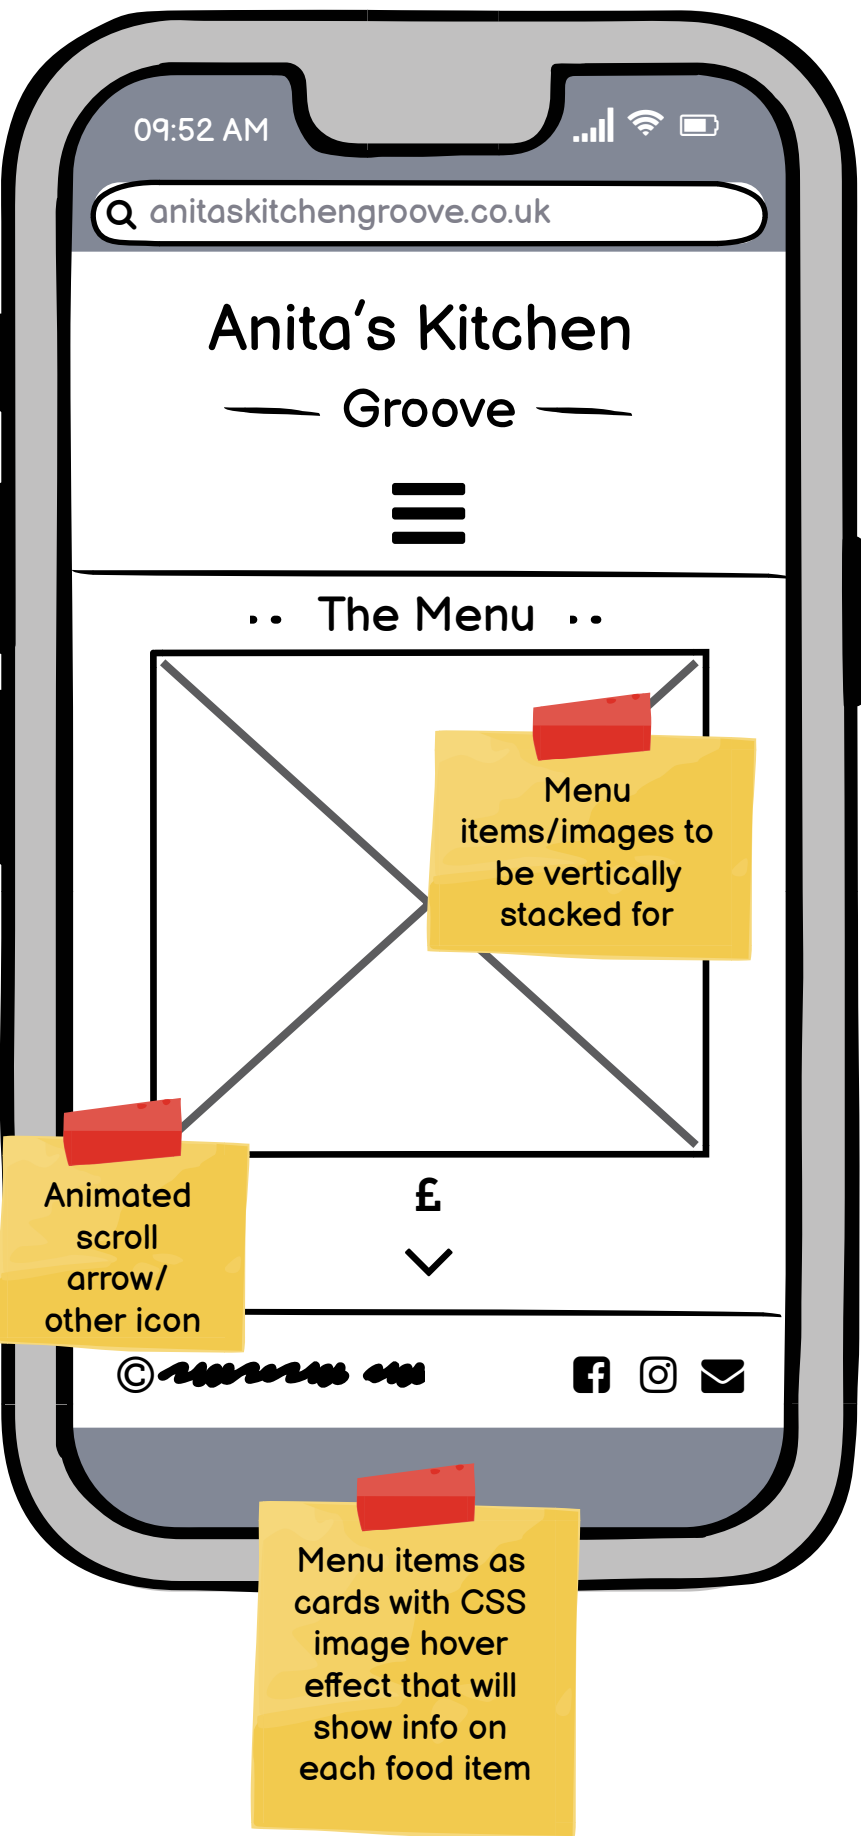 09:52 AM
anitaskitchengroove.co.uk
Anita's Kitchen
Groove
The Menu
Menu
items/images to
be vertically
stacked for
£
Animated
scroll
arrow/
other icon
©
Menu items as
cards with CSS
image hover
effect that will
show info on
each food item